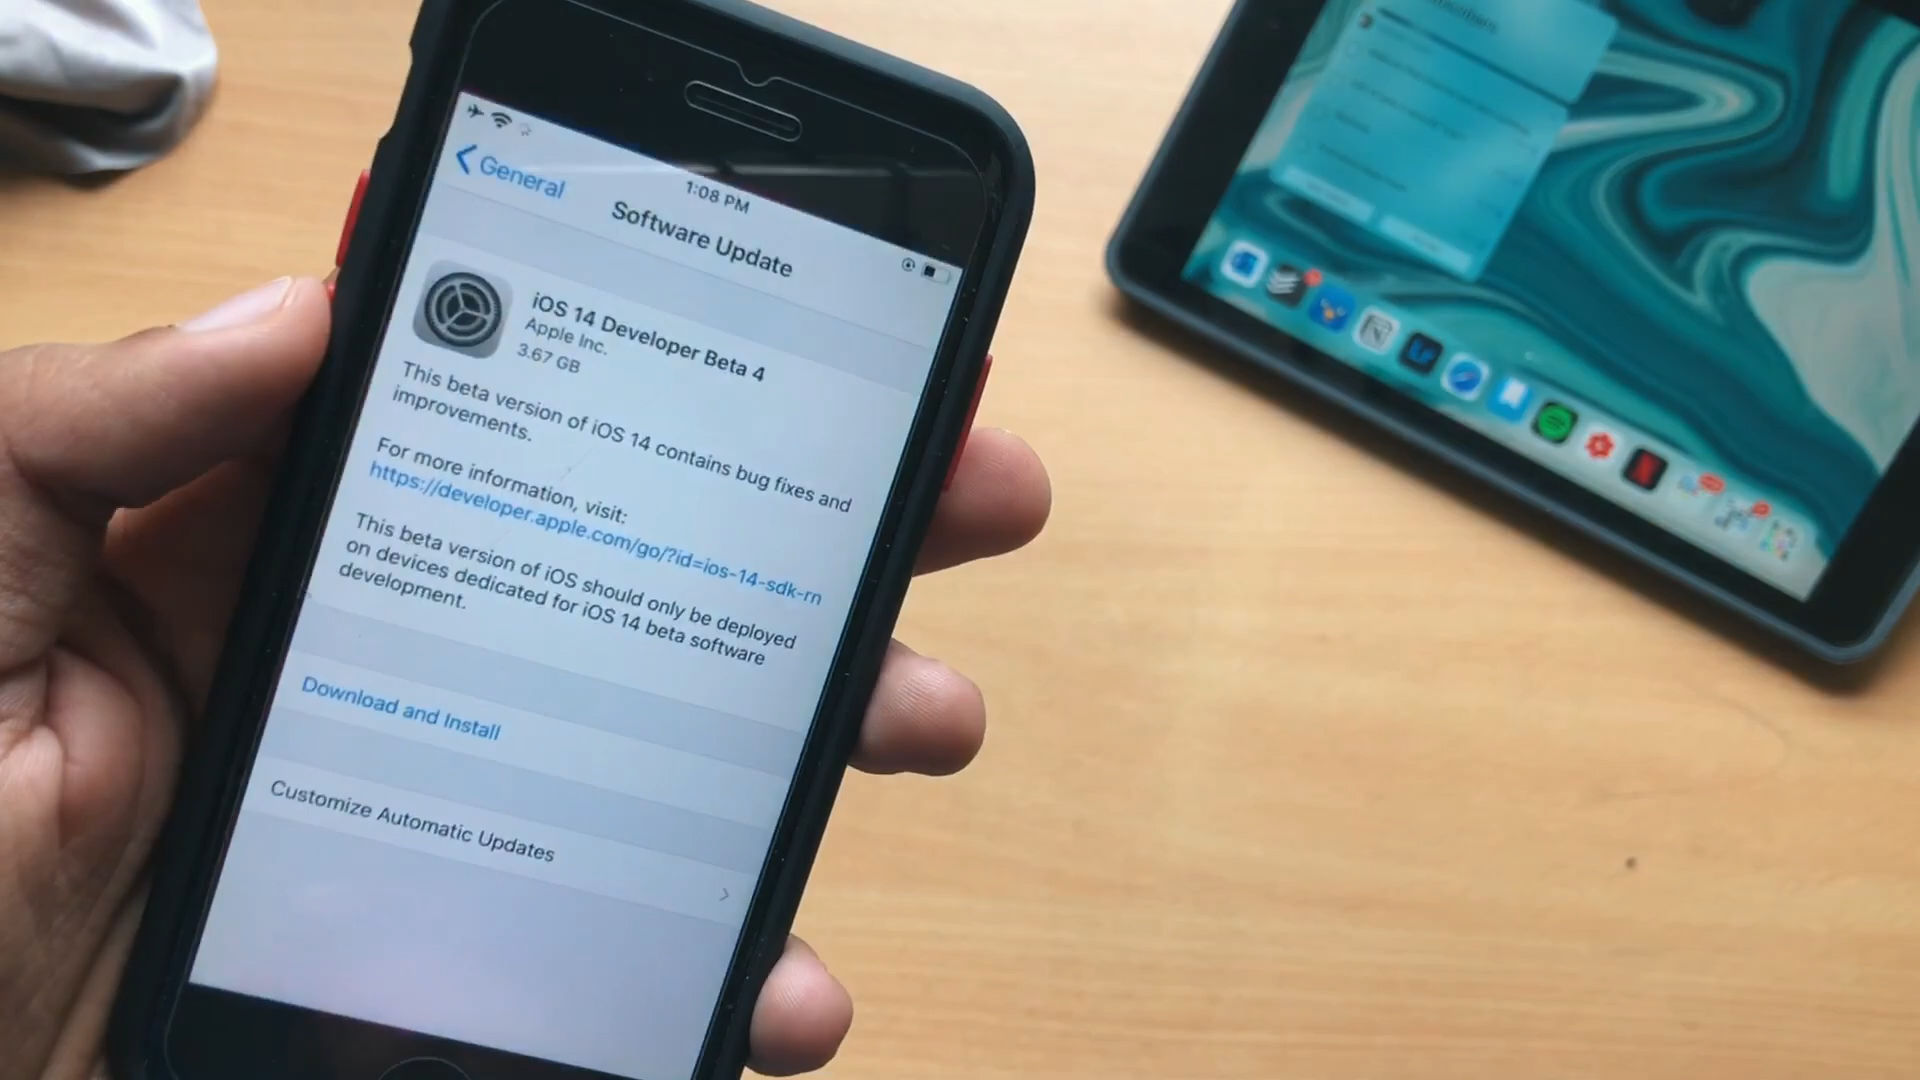 1:08 PM
General
Software Update
iOS 14 Developer Beta 4
Apple Inc.
3.67 GB
This beta version of iOS 14 contains bug fixes and
improvements.
For more information, visit:
https://developer.apple.com/go/?id=ios-14-sdk-rn
This beta version of iOS should only be deployed
on devices dedicated for iOS 14 beta software
development.
Download and Install
Customize Automatic Updates